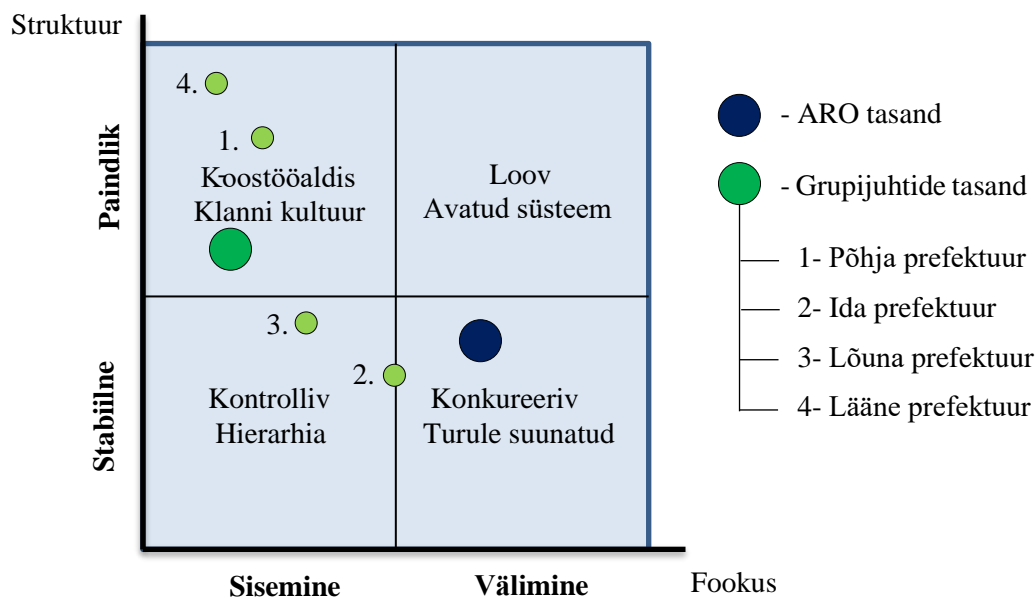 Struktuur
Paindlik
Stabiilne
4.
1.
Koostööaldis
Klanni kultuur
Loov
Avatud süsteem
3.
2.
Kontrolliv
Hierarhia
Konkureeriv
Turule suunatud
Sisemine
Välimine
Fookus
- ARO tasand
- Grupijuhtide tasand
1- Põhja prefektuur
2- Ida prefektuur
3- Lõuna prefektuur
4- Lääne prefektuur